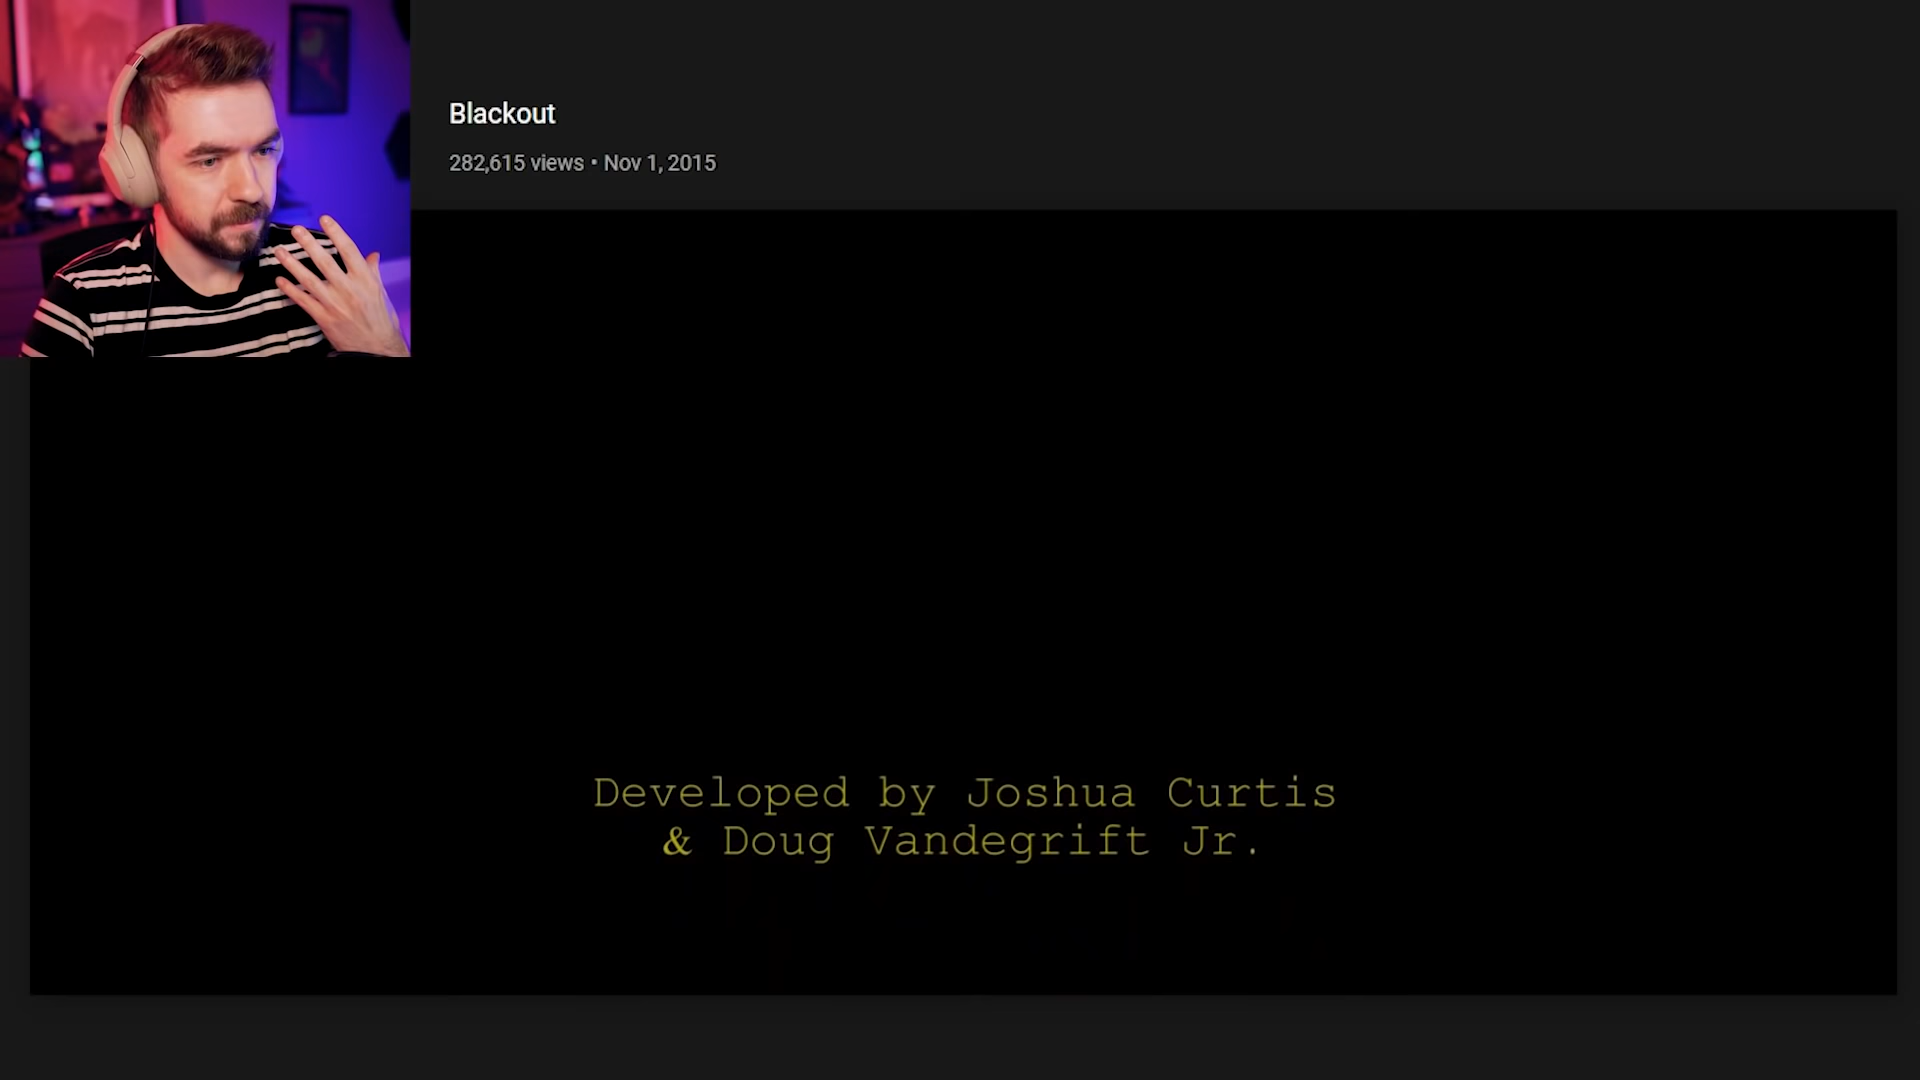 Blackout
282,615 views • Nov 1, 2015
Developed by Joshua Curtis
& Doug Vandegrift Jr.